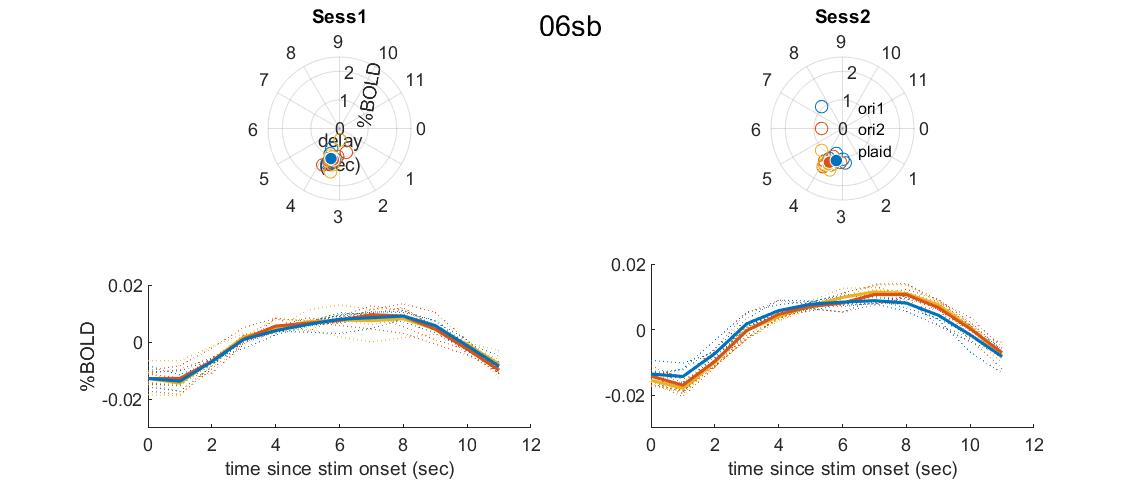 06sb
Sess1
9
8 10
7 11
6 0
5 1
4 2
3
2
1
0
%BOLD
delay
(sec)
Sess2
9
8 10
7 11
6 0
5 1
4 2
3
2
1
0
ori1
ori2
plaid
%BOLD
0.02
0
-0.02
0 2 4 6 8 10 12
time since stim onset (sec)
0.02
0
-0.02
0 2 4 6 8 10 12
time since stim onset (sec)